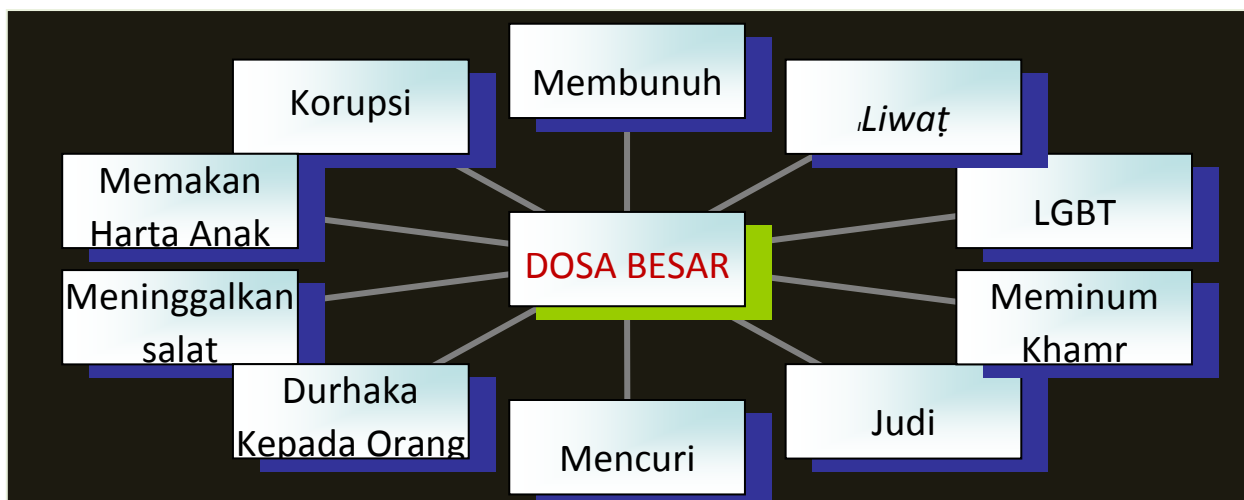 Membunuh
Liwaṭ
LGBT
Meminum
Khamr
Judi
Mencuri
Durhaka
Kepada Orang
Meninggalkan
salat
Memakan
Harta Anak
Korupsi
DOSA BESAR